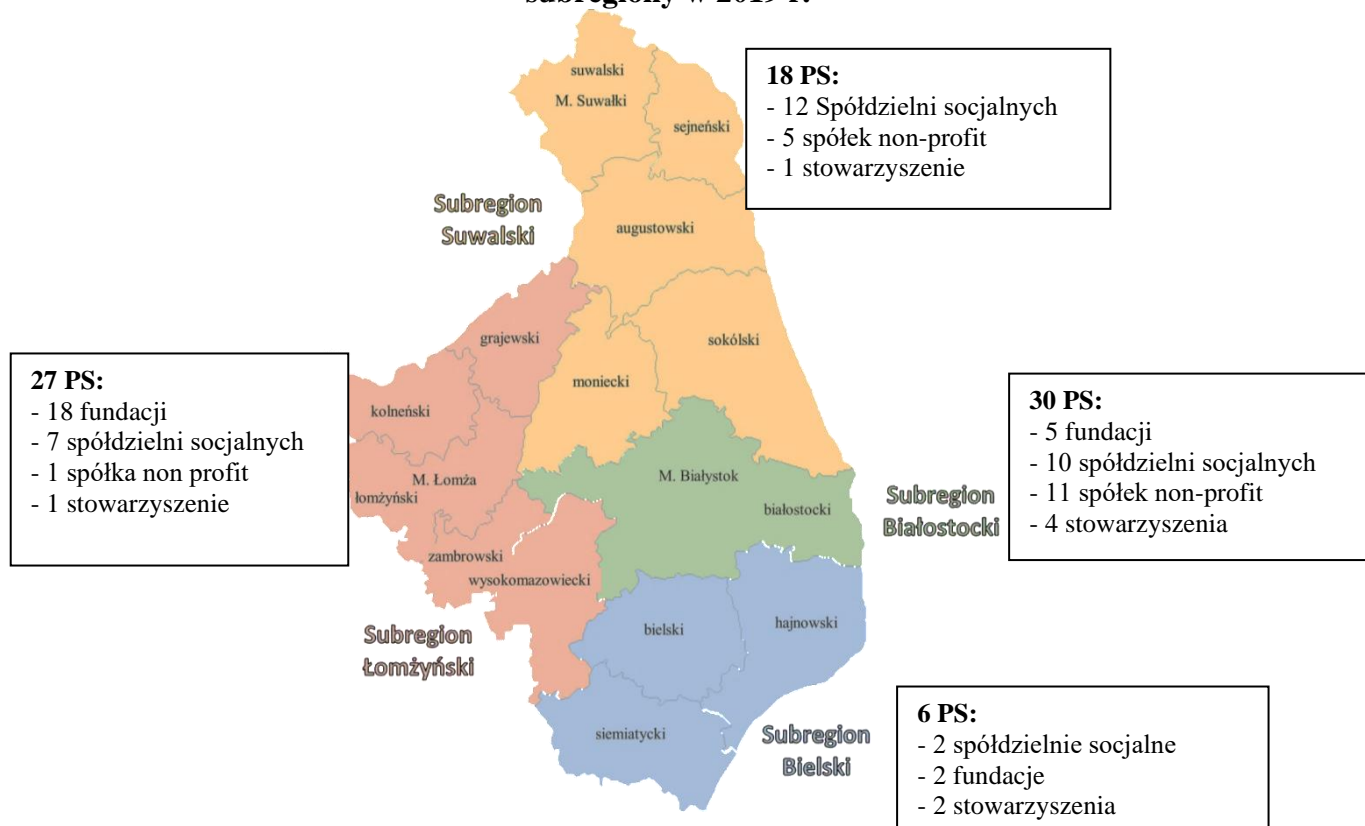 subregiony w 2019 r.
suwalski
M. Suwałki
sejneński
18 PS:
- 12 Spółdzielni socjalnych
- 5 spółek non-profit
- 1 stowarzyszenie
Subregion
Suwalski
augustowski
grajewski
sokólski
moniecki
27 PS:
- 18 fundacji
- 7 spółdzielni socjalnych
- 1 spółka non profit
- 1 stowarzyszenie
kolneński
M. Łomża
łomżyński
zambrowski
wysokomazowiecki
M. Białystok
białostocki
Subregion
Białostocki
30 PS:
- 5 fundacji
- 10 spółdzielni socjalnych
- 11 spółek non-profit
- 4 stowarzyszenia
Subregion
Łomżyński
bielski
hajnowski
siemiatycki
Subregion
Bielski
6 PS:
- 2 spółdzielnie socjalne
- 2 fundacje
- 2 stowarzyszenia